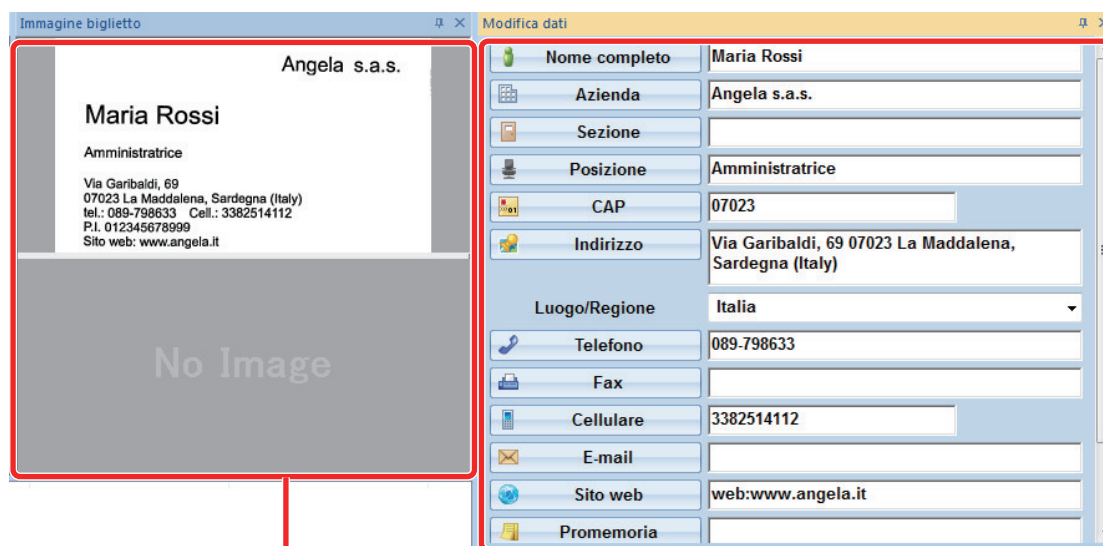 Immagine biglietto
Angela s.a.s.
Maria Rossi
Amministratrice
Via Garibaldi, 69
07023 La Maddalena, Sardegna (Italy)
tel.: 089-798633 Cell.: 3382514112
P.I. 012345678999
Sito web: www.angela.it
No Image
Modifica dati
Nome completo Maria Rossi
Azienda Angela s.a.s.
Sezione
Posizione Amministratrice
CAP 07023
Indirizzo Via Garibaldi, 69 07023 La Maddalena,
Sardegna (Italy)
Luogo/Regione Italia
Telefono 089-798633
Fax
Cellulare 3382514112
E-mail
Sito web web:www.angela.it
Promemoria